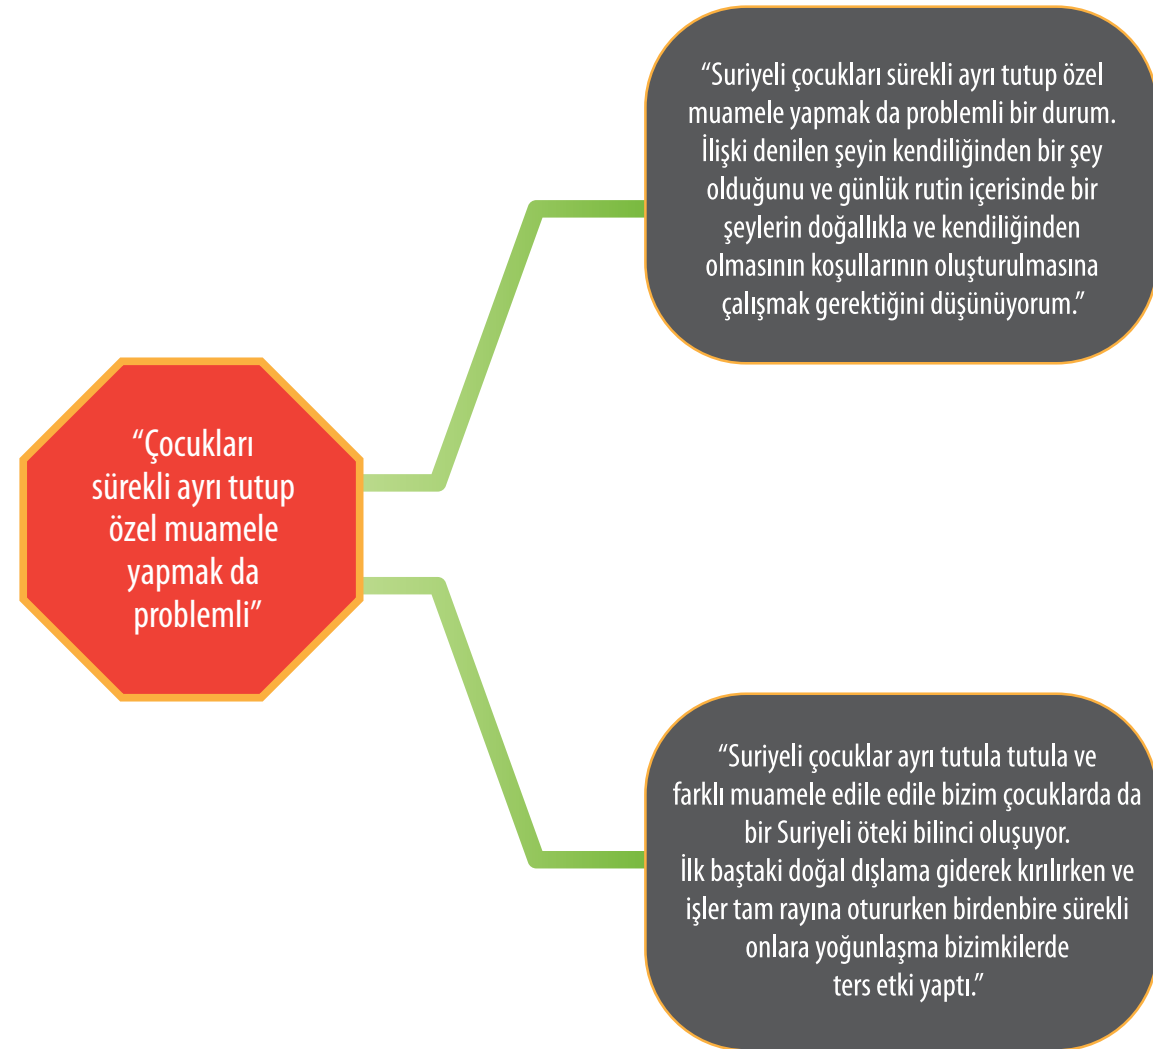 “Çocukları
sürekli ayrı tutup
özel muamele
yapmak da
problemli”
“Suriyeli çocukları sürekli ayrı tutup özel
muamele yapmak da problemli bir durum.
İlişki denilen şeyin kendiliğinden bir şey
olduğunu ve günlük rutin içerisinde bir
şeylerin doğallıkla ve kendiliğinden
olmasının koşullarının oluşturulmasına
çalışmak gerektiğini düşünüyorum.”
“Suriyeli çocuklar ayrı tutula tutula ve
farklı muamele edile edile bizim çocuklarda da
bir Suriyeli öteki bilinci oluşuyor.
İlk baştaki doğal dışlama giderek kırılırken ve
işler tam rayına otururken birdenbire sürekli
onlara yoğunlaşma bizimkilerde
ters etki yaptı.”